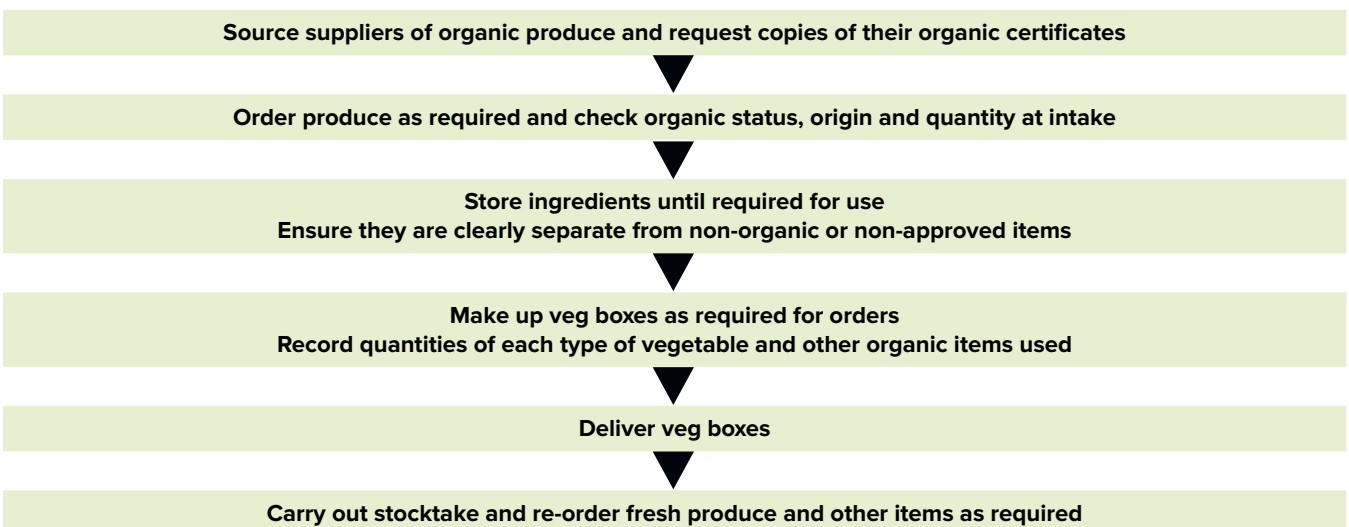 Source suppliers of organic produce and request copies of their organic certificates
Order produce as required and check organic status, origin and quantity at intake
Store ingredients until required for use
Ensure they are clearly separate from non-organic or non-approved items
Make up veg boxes as required for orders
Record quantities of each type of vegetable and other organic items used
Deliver veg boxes
Carry out stocktake and re-order fresh produce and other items as required